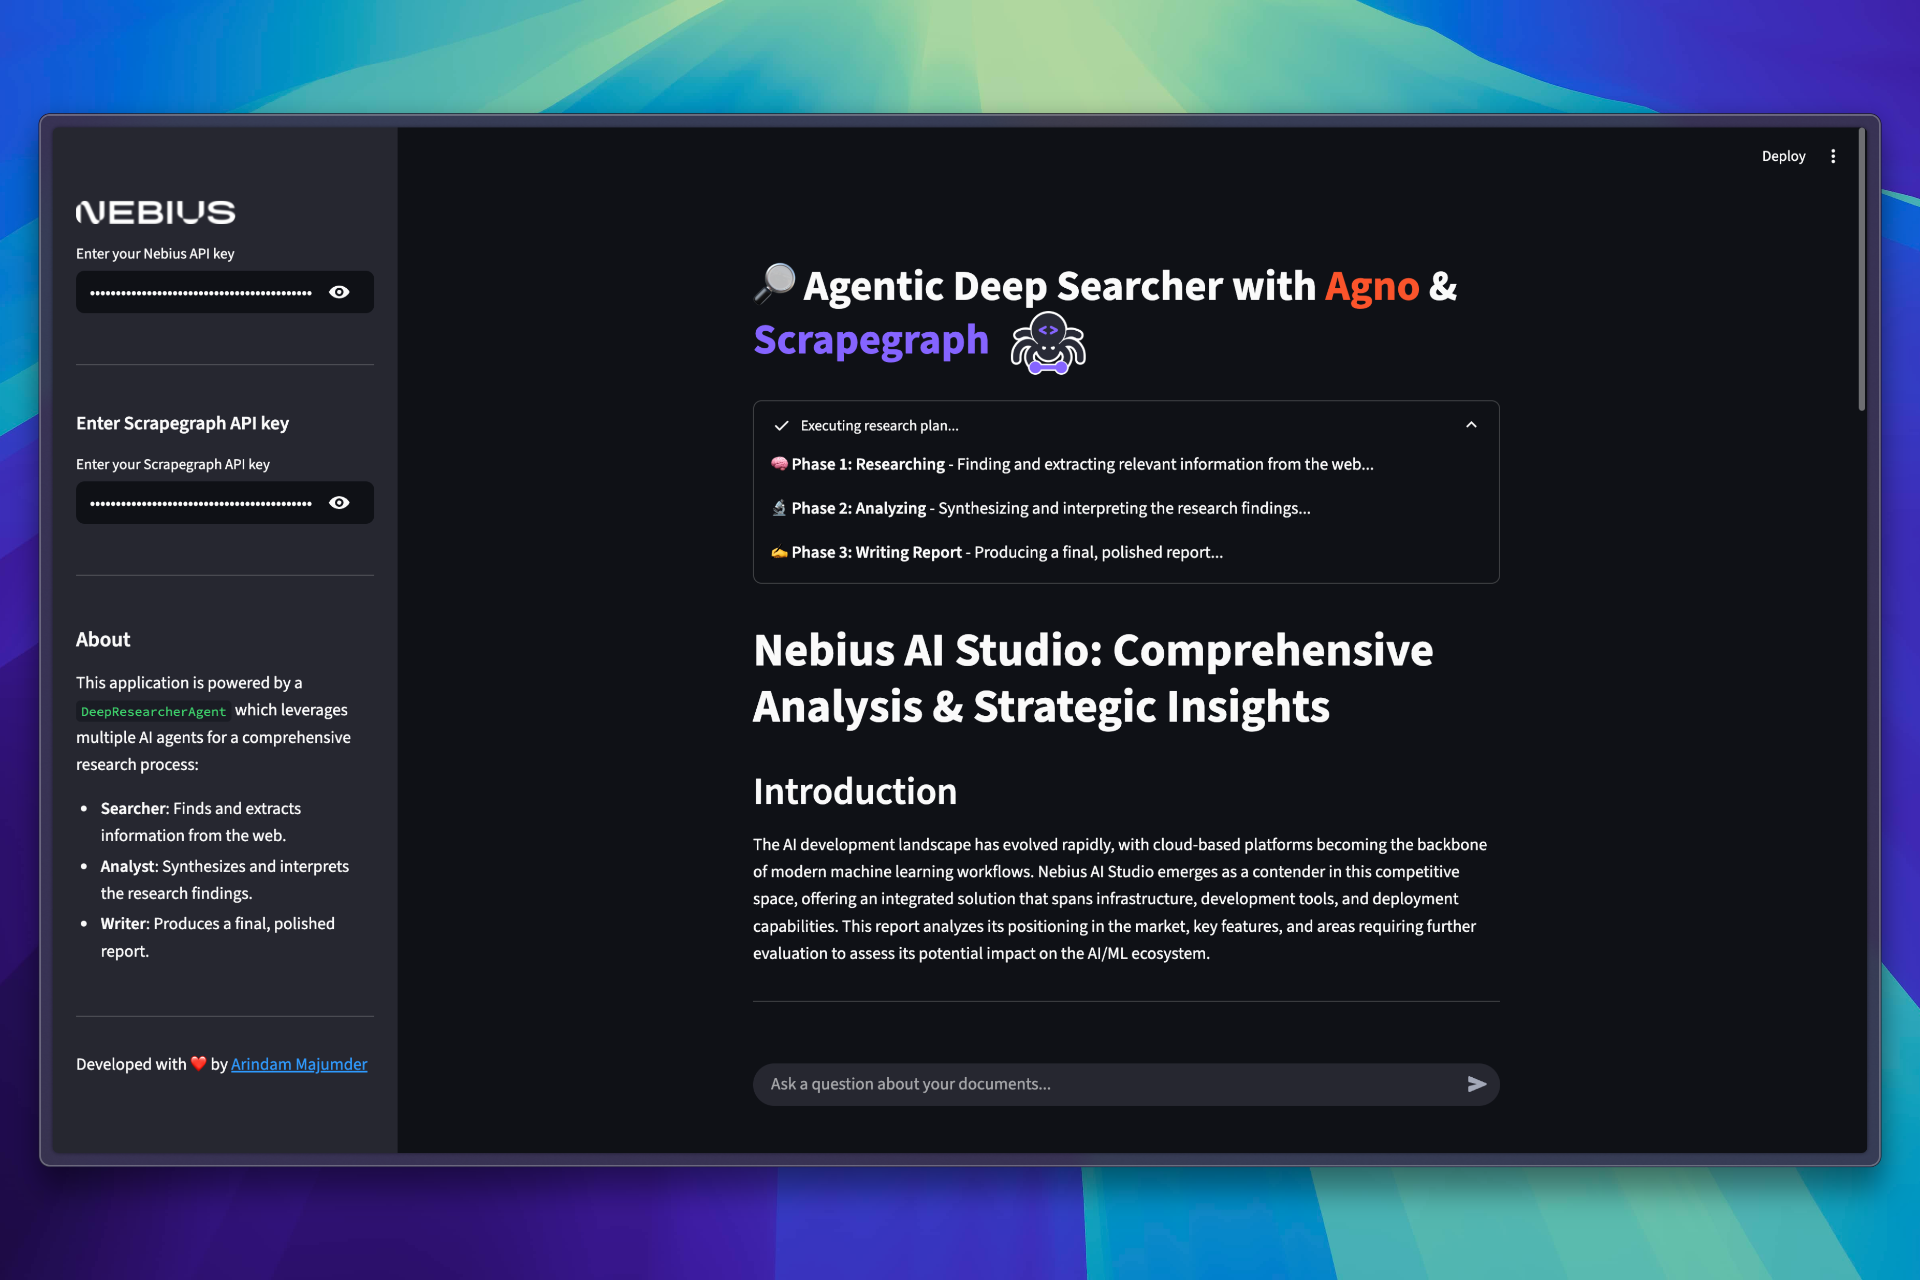 NEBIUS
Enter your Nebius API key
Enter Scrapegraph API key
Enter your Scrapegraph API key
About
This application is powered by a
DeepResearcherAgent which leverages
multiple AI agents for a comprehensive
research process:
• Searcher: Finds and extracts
information from the web.
• Analyst: Synthesizes and interprets
the research findings.
• Writer: Produces a final, polished
report.
Developed with ❤️ by Arindam Majumder
Deploy
🔎 Agentic Deep Searcher with Agno &
Scrapegraph <>
Executing research plan...
🧠 Phase 1: Researching - Finding and extracting relevant information from the web...
🔬 Phase 2: Analyzing - Synthesizing and interpreting the research findings...
✍️ Phase 3: Writing Report - Producing a final, polished report...
Nebius AI Studio: Comprehensive
Analysis & Strategic Insights
Introduction
The AI development landscape has evolved rapidly, with cloud-based platforms becoming the backbone
of modern machine learning workflows. Nebius AI Studio emerges as a contender in this competitive
space, offering an integrated solution that spans infrastructure, development tools, and deployment
capabilities. This report analyzes its positioning in the market, key features, and areas requiring further
evaluation to assess its potential impact on the AI/ML ecosystem.
Ask a question about your documents...